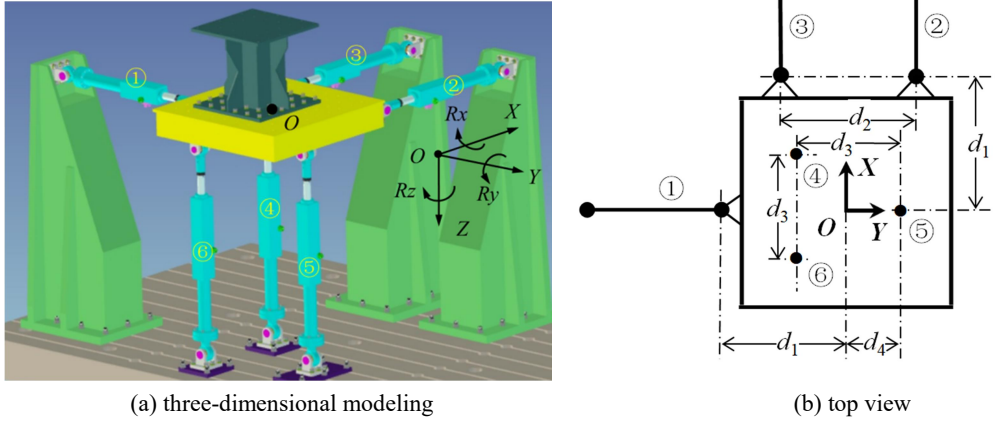 ①
③
②
O
X
Rx
O
Y
Rz
Ry
Z
④
⑥
⑤
(a) three-dimensional modeling
③
②
d₂
d₃
d₁
④
X
①
d₃
O
Y
⑤
⑥
d₁
d₄
(b) top view